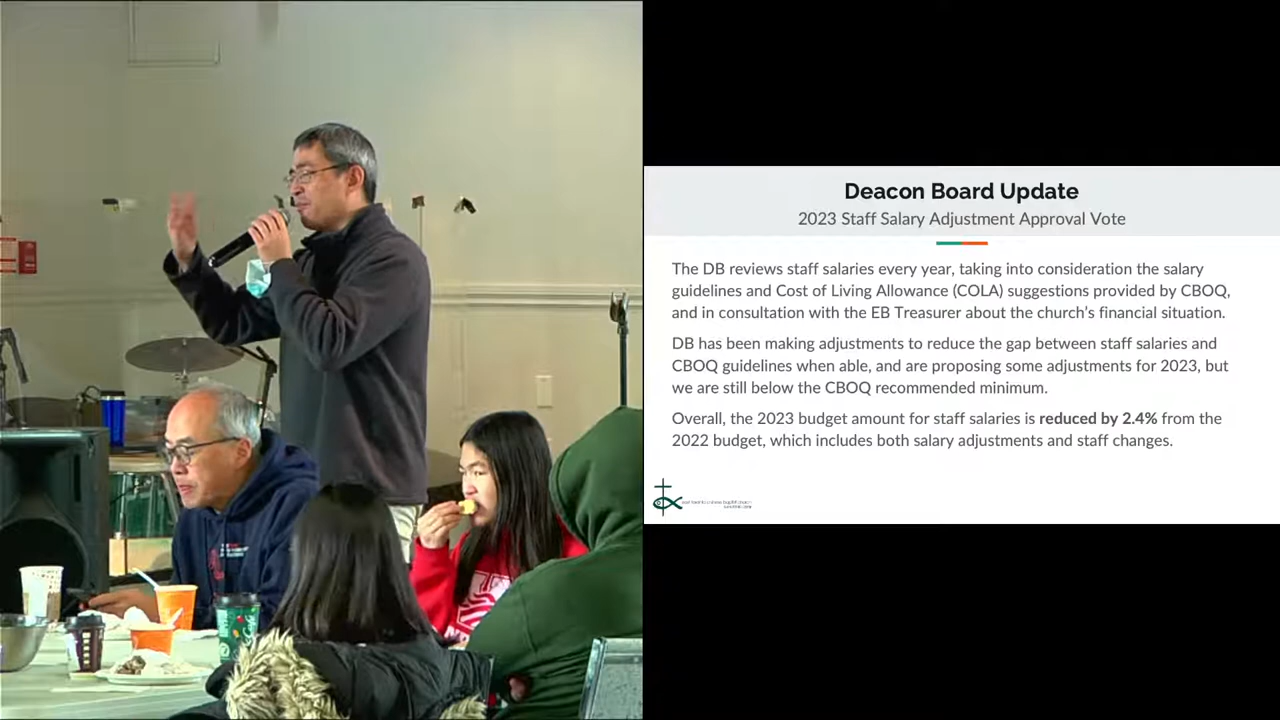 Deacon Board Update
2023 Staff Salary Adjustment Approval Vote
The DB reviews staff salaries every year, taking into consideration the salary
guidelines and Cost of Living Allowance (COLA) suggestions provided by CBOQ,
and in consultation with the EB Treasurer about the church's financial situation.
DB has been making adjustments to reduce the gap between staff salaries and
CBOQ guidelines when able, and are proposing some adjustments for 2023, but
we are still below the CBOQ recommended minimum.
Overall, the 2023 budget amount for staff salaries is reduced by 2.4% from the
2022 budget, which includes both salary adjustments and staff changes.